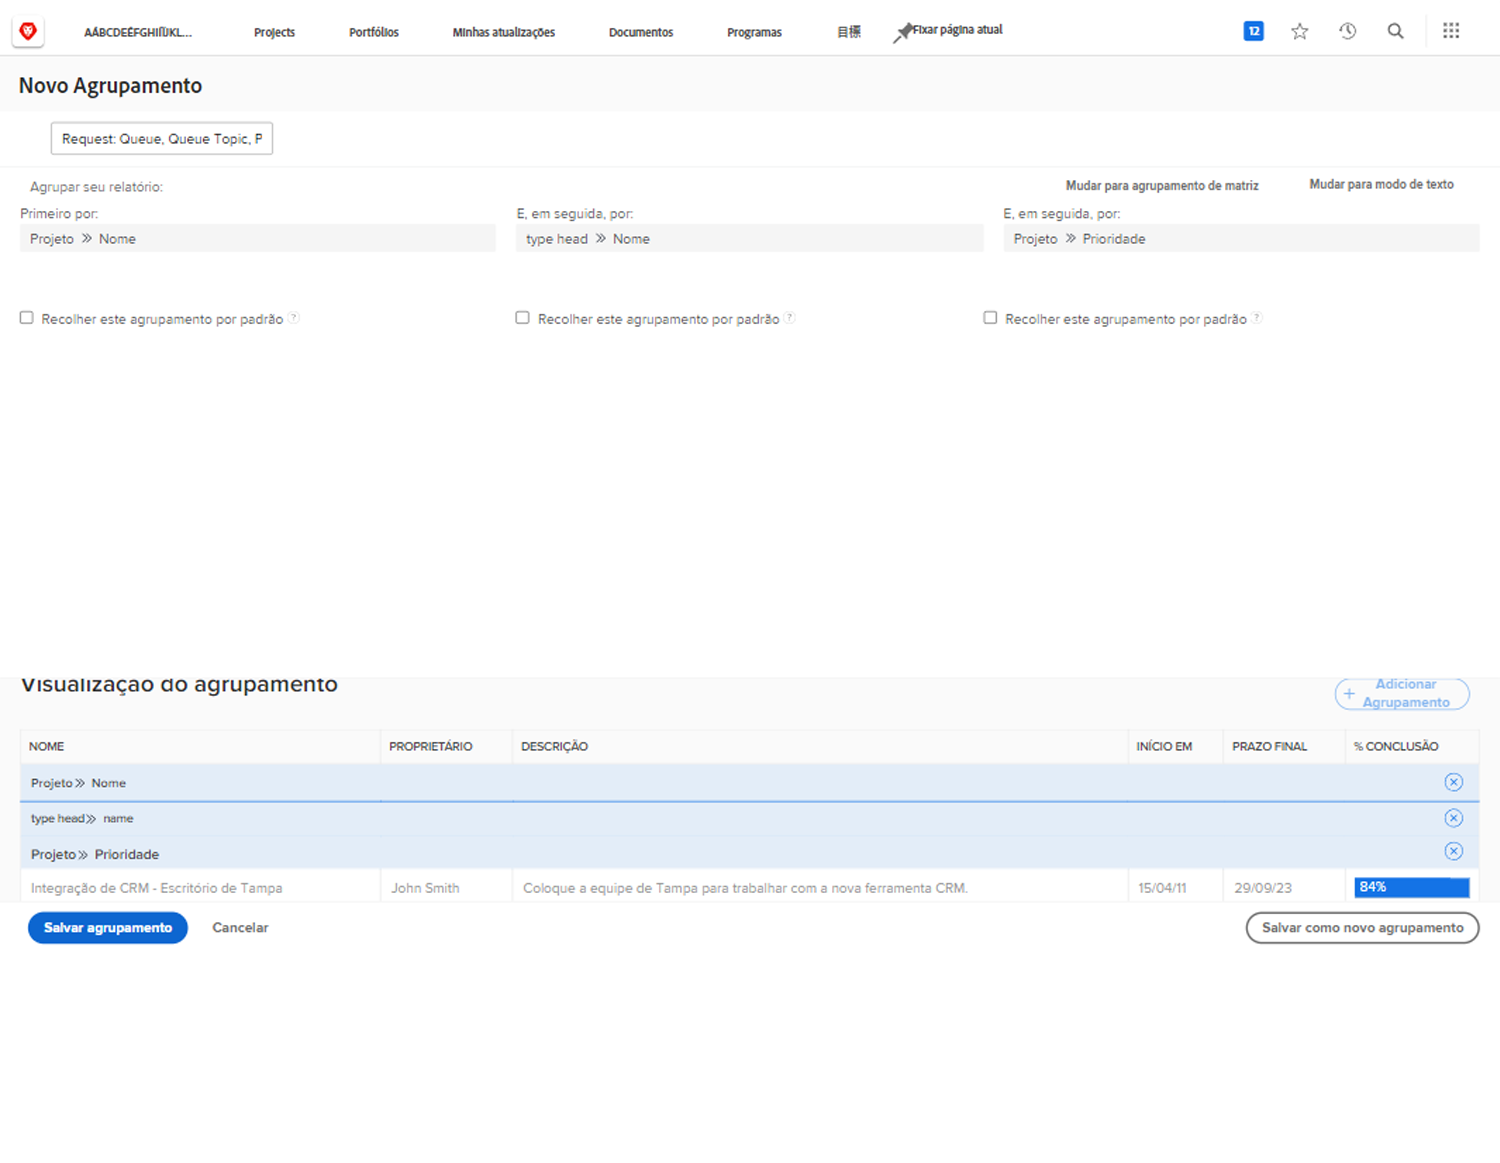 AÁBCDEÉFGHIÍÏJKL...
Projects
Portfólios
Minhas atualizações
Documentos
Programas
目標
Fixar página atual
12
Novo Agrupamento
Request: Queue, Queue Topic, P
Agrupar seu relatório:
Mudar para agrupamento de matriz
Mudar para modo de texto
Primeiro por:
E, em seguida, por:
E, em seguida, por:
Projeto » Nome
type head » Nome
Projeto » Prioridade
Recolher este agrupamento por padrão ?
Recolher este agrupamento por padrão ?
Recolher este agrupamento por padrão ?
Visualização do agrupamento
+ Adicionar
Agrupamento
NOME PROPRIETÁRIO DESCRIÇÃO INÍCIO EM PRAZO FINAL % CONCLUSÃO
Projeto» Nome
type head» name
Projeto» Prioridade
Integração de CRM - Escritório de Tampa John Smith Coloque a equipe de Tampa para trabalhar com a nova ferramenta CRM. 15/04/11 29/09/23 84%
Salvar agrupamento
Cancelar
Salvar como novo agrupamento